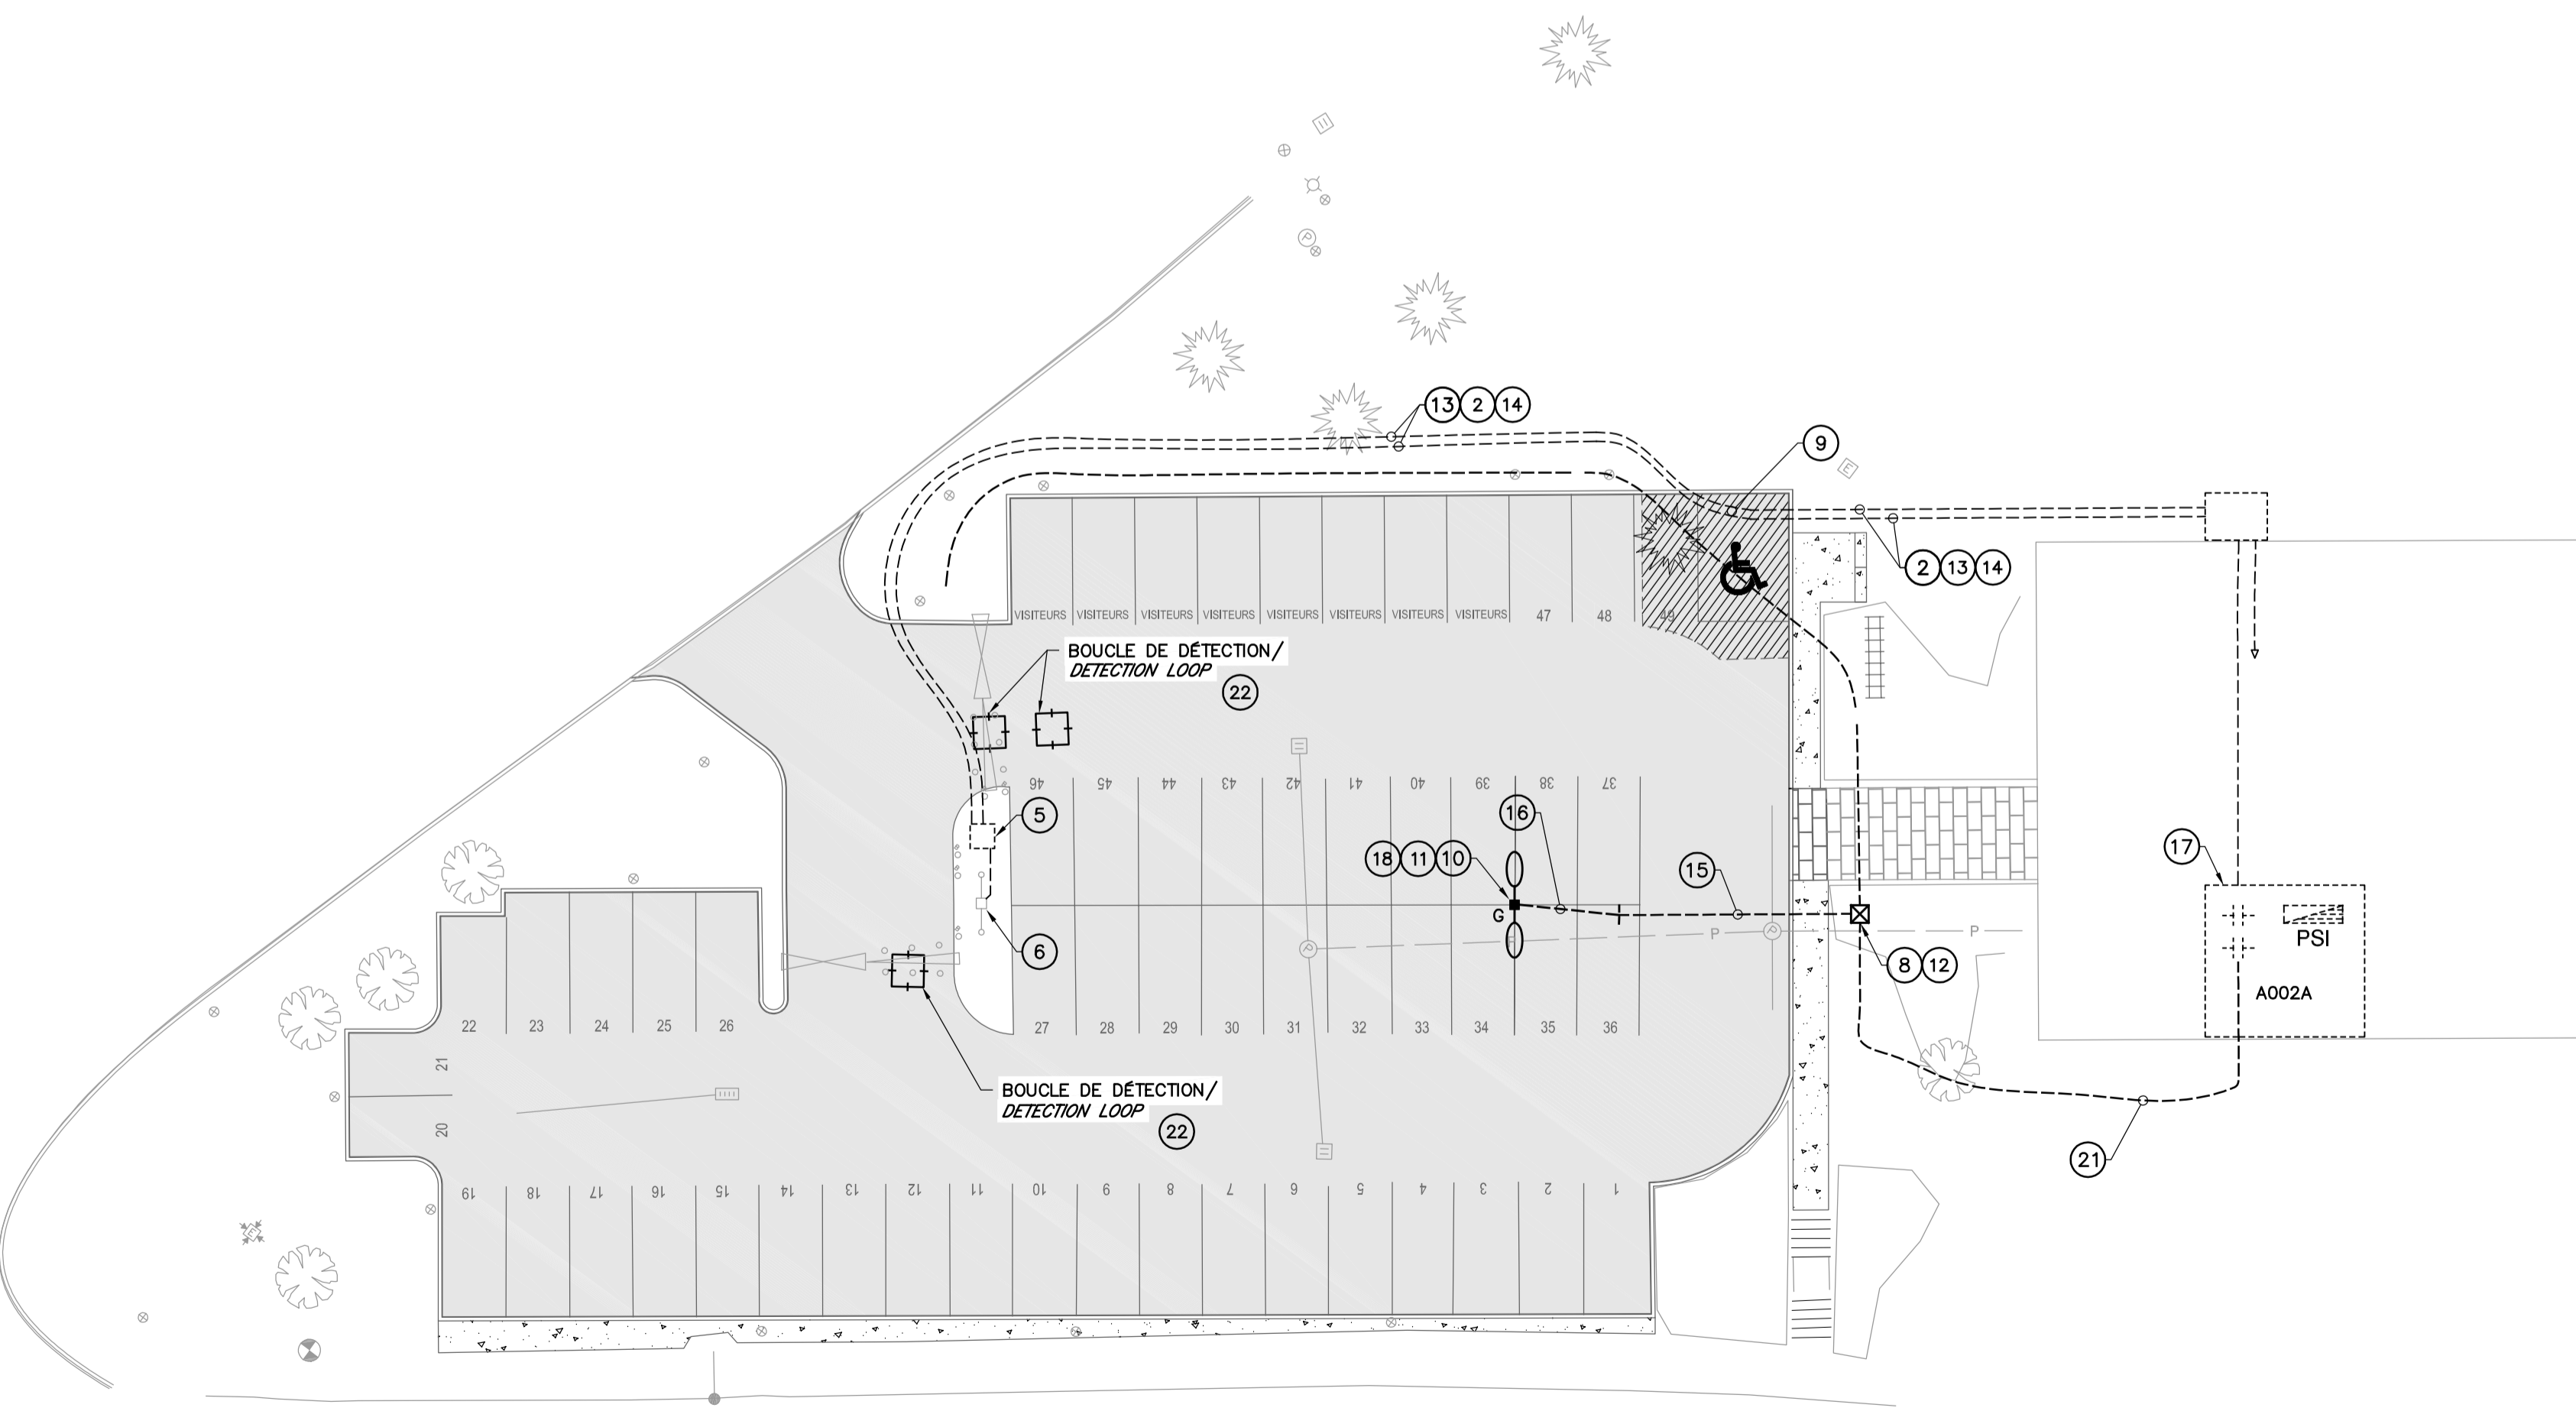 E
P
13 2 14
9
E
2 13 14
VISITEURS VISITEURS VISITEURS VISITEURS VISITEURS VISITEURS VISITEURS VISITEURS 47 48 49
BOUCLE DE DÉTECTION/
DETECTION LOOP
22
46 45 44 43 42 41 40 39 38 37
5
16
18 11 10
15
17
G
P
P
P
P
PSI
6
8 12
A002A
22 23 24 25 26
27 28 29 30 31 32 33 34 35 36
21
20
BOUCLE DE DÉTECTION/
DETECTION LOOP
22
21
19 18 17 16 15 14 13 12 11 10 9 8 7 6 5 4 3 2 1
E